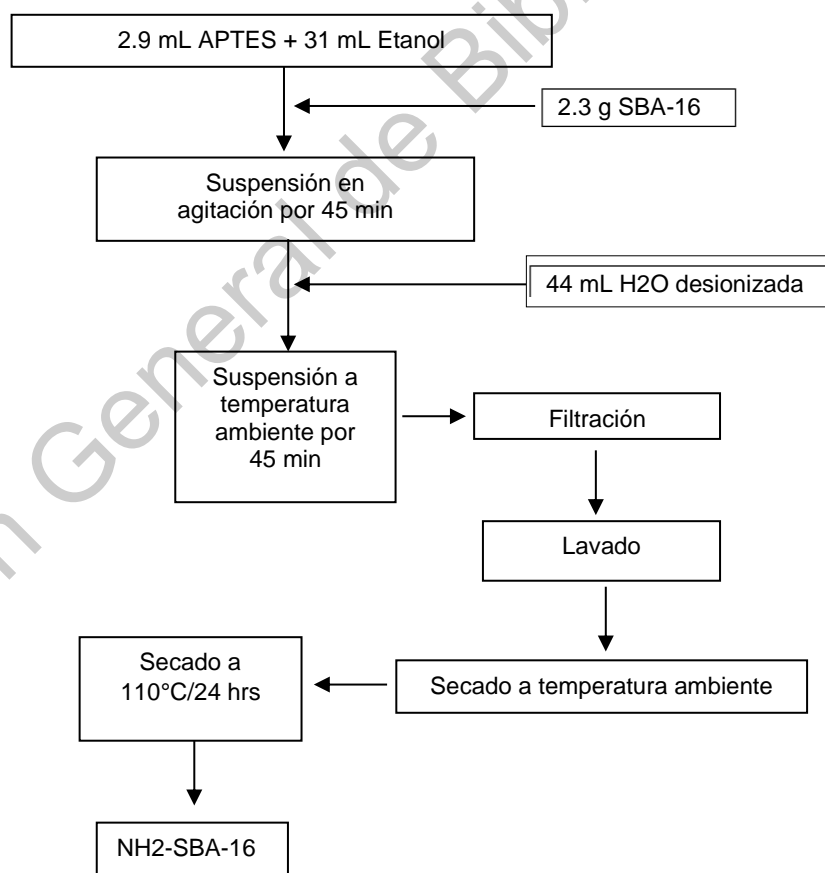 2.9 mL APTES + 31 mL Etanol
2.3 g SBA-16
Suspensión en
agitación por 45 min
44 mL H2O desionizada
Suspensión a
temperatura
ambiente por
45 min
Filtración
Lavado
Secado a temperatura ambiente
Secado a
110°C/24 hrs
NH2-SBA-16
General de